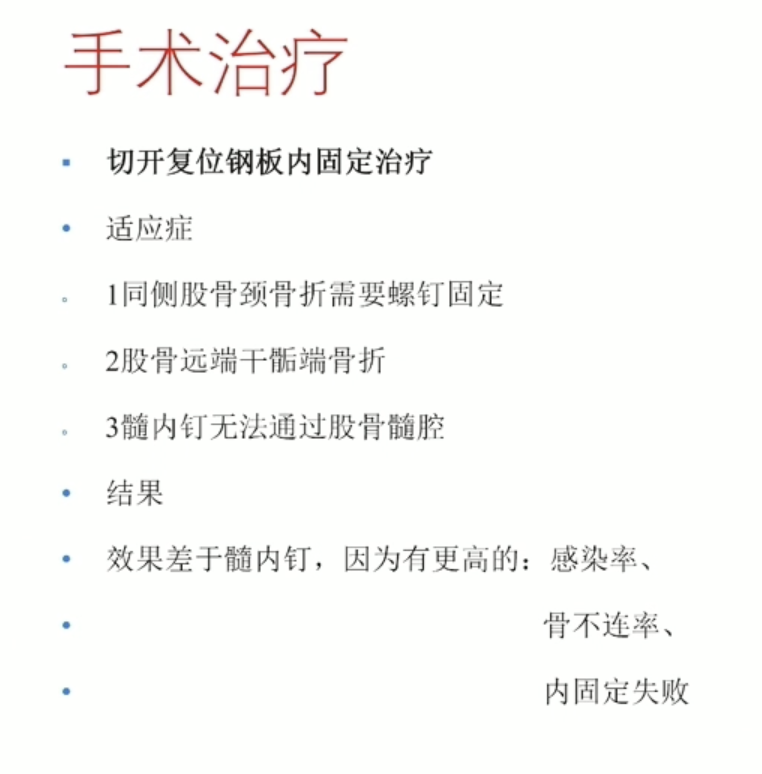 手术治疗
切开复位钢板内固定治疗
适应症
1同侧股骨颈骨折需要螺钉固定
2股骨远端干骺端骨折
3髓内钉无法通过股骨髓腔
结果
效果差于髓内钉，因为有更高的：感染率、
骨不连率、
内固定失败